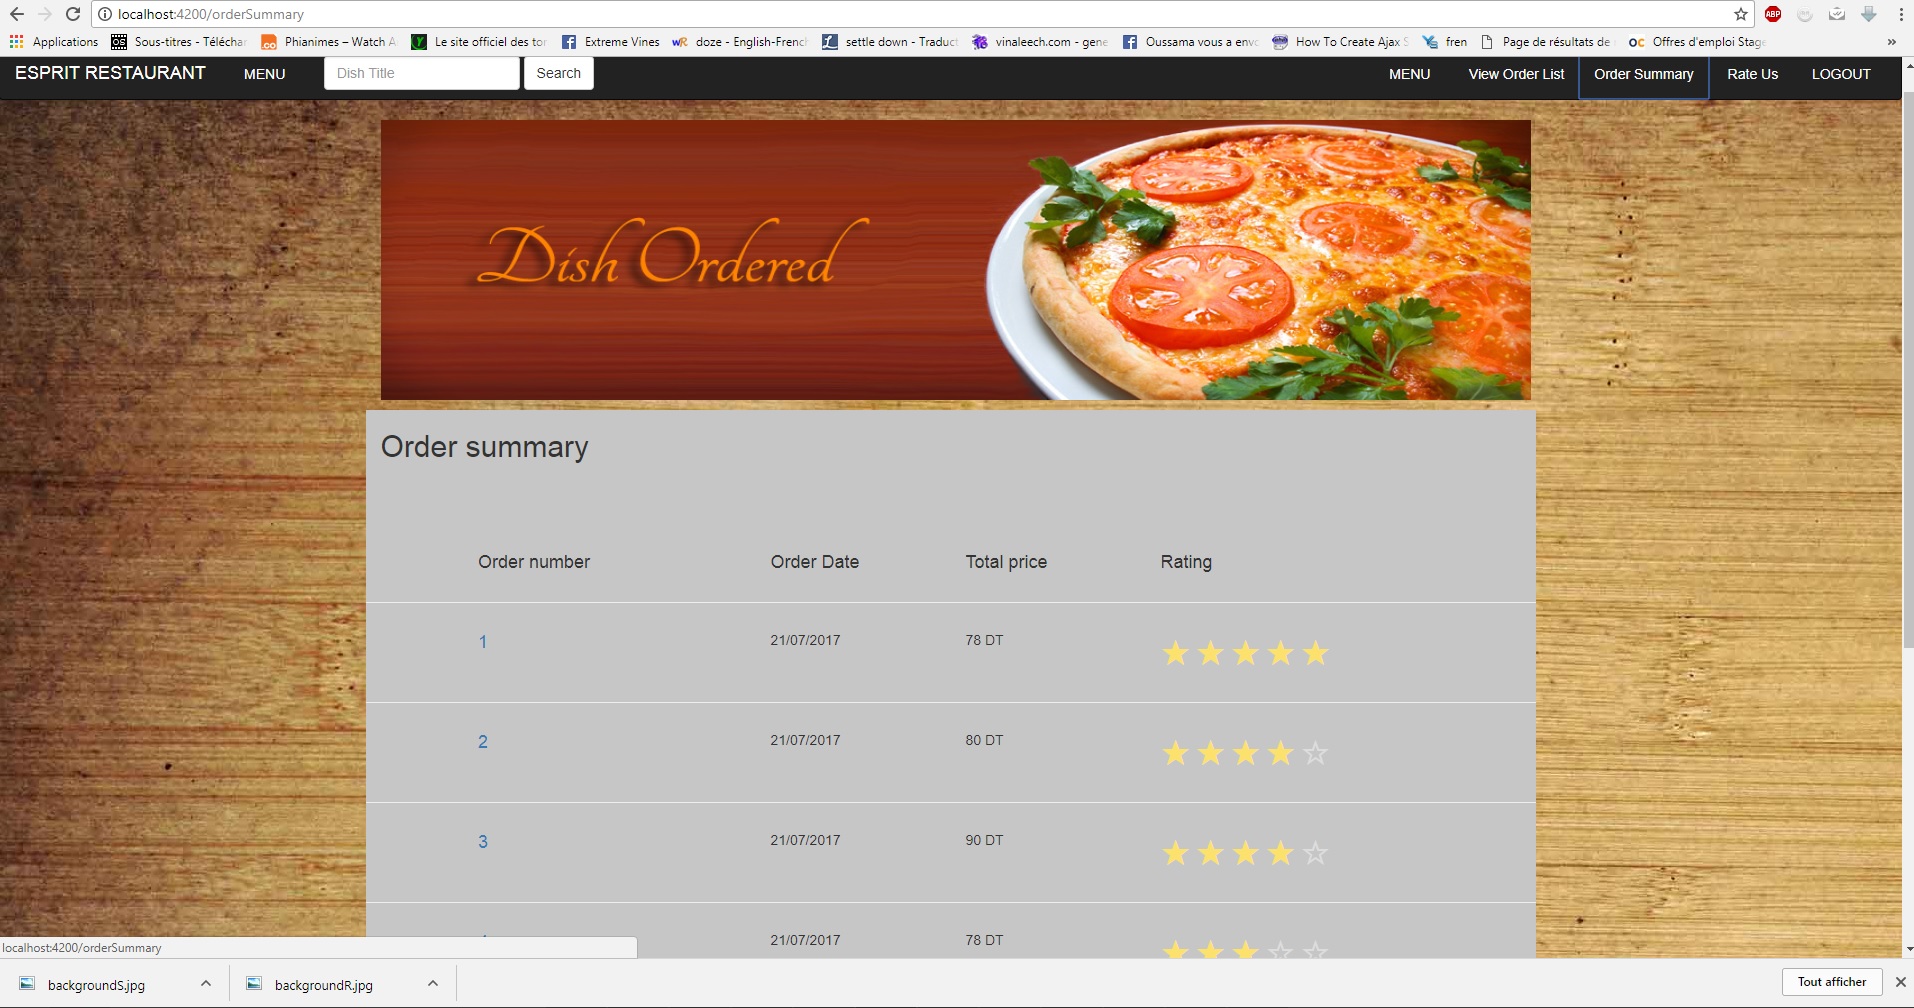 localhost:4200/orderSummary
ABP
Applications Sous-titres - Téléchar Phianimes – Watch A Le site officiel des tor Extreme Vines doze - English-French settle down - Traduct vinaleech.com - gene Oussama vous a envo How To Create Ajax S fren Page de résultats de Offres d'emploi Stage »
ESPRIT RESTAURANT MENU Dish Title Search MENU View Order List Order Summary Rate Us LOGOUT
Dish Ordered
Order summary
Order number Order Date Total price Rating
1 21/07/2017 78 DT
2 21/07/2017 80 DT
3 21/07/2017 90 DT
21/07/2017 78 DT
localhost:4200/orderSummary
backgroundS.jpg backgroundR.jpg Tout afficher